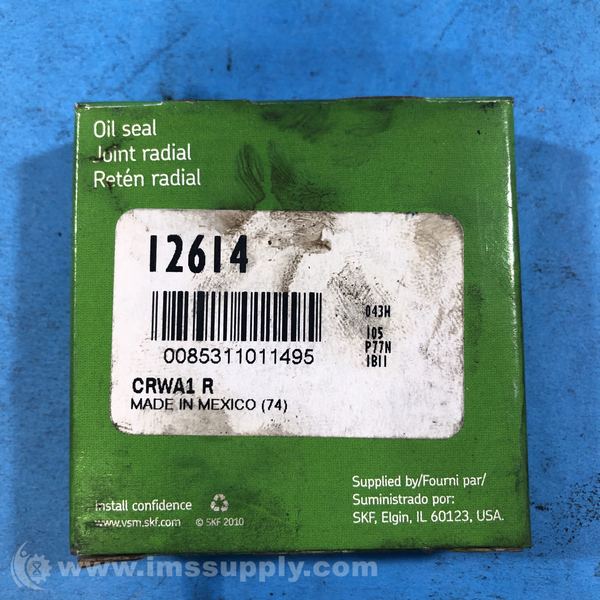 Oil seal
Joint radial
Retén radial
12614
0085311011495
043H
105
P77N
1B11
CRWA1 R
MADE IN MEXICO (74)
Install confidence
www.vsm.skf.com © SKF 2010
Supplied by/Fourni par/
Suministrado por:
SKF, Elgin, IL 60123, USA.
www.imssupply.com